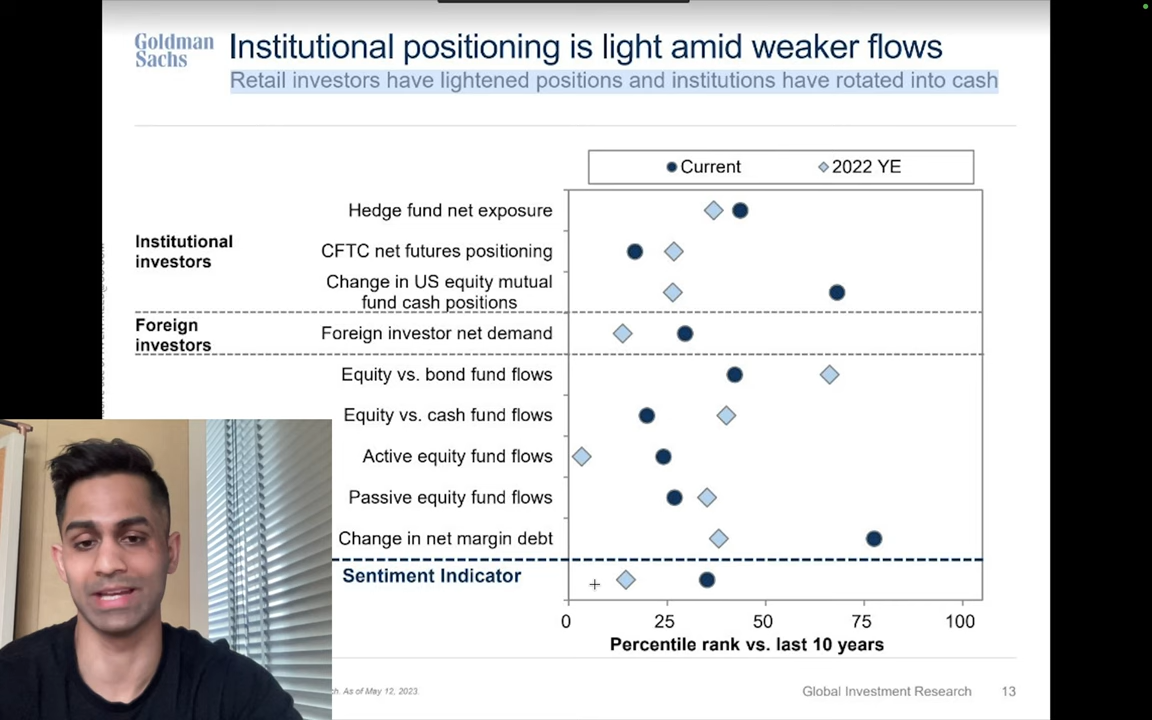 Goldman
Sachs
Institutional positioning is light amid weaker flows
Retail investors have lightened positions and institutions have rotated into cash
Current
2022 YE
Hedge fund net exposure
Institutional
investors
CFTC net futures positioning
Change in US equity mutual
fund cash positions
Foreign
investors
Foreign investor net demand
Equity vs. bond fund flows
Equity vs. cash fund flows
Active equity fund flows
Passive equity fund flows
Change in net margin debt
Sentiment Indicator
0 25 50 75 100
Percentile rank vs. last 10 years
As of May 12, 2023.
Global Investment Research 13